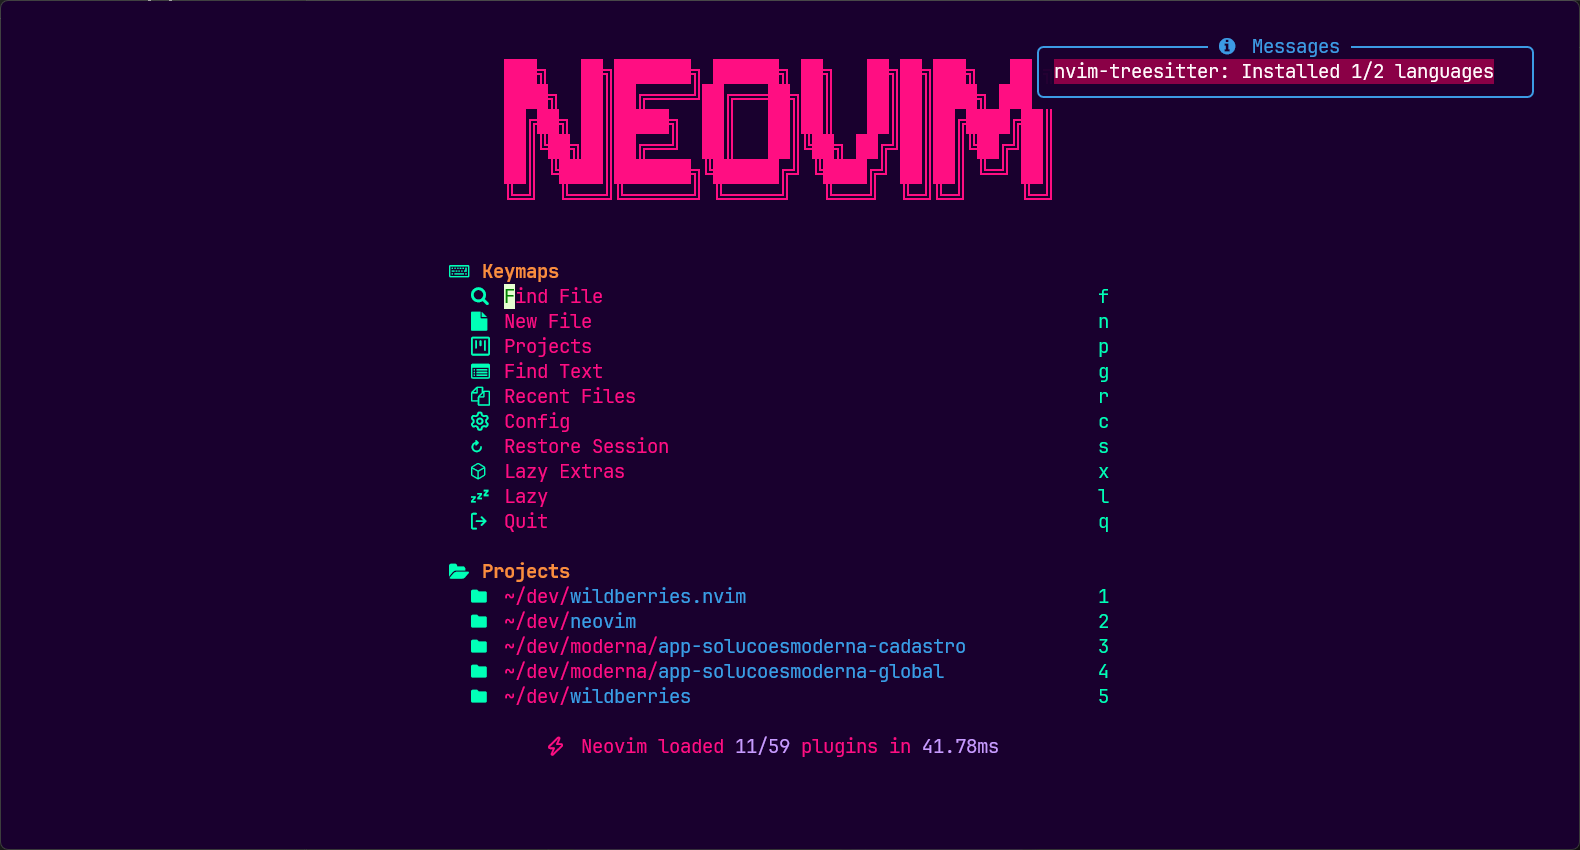 Messages
nvim-treesitter: Installed 1/2 languages
NEOVIM
Keymaps
Find File f
New File n
Projects p
Find Text g
Recent Files r
Config c
Restore Session s
Lazy Extras x
zzz Lazy l
Quit q
Projects
~/dev/wildberries.nvim 1
~/dev/neovim 2
~/dev/moderna/app-solucoesmoderna-cadastro 3
~/dev/moderna/app-solucoesmoderna-global 4
~/dev/wildberries 5
Neovim loaded 11/59 plugins in 41.78ms